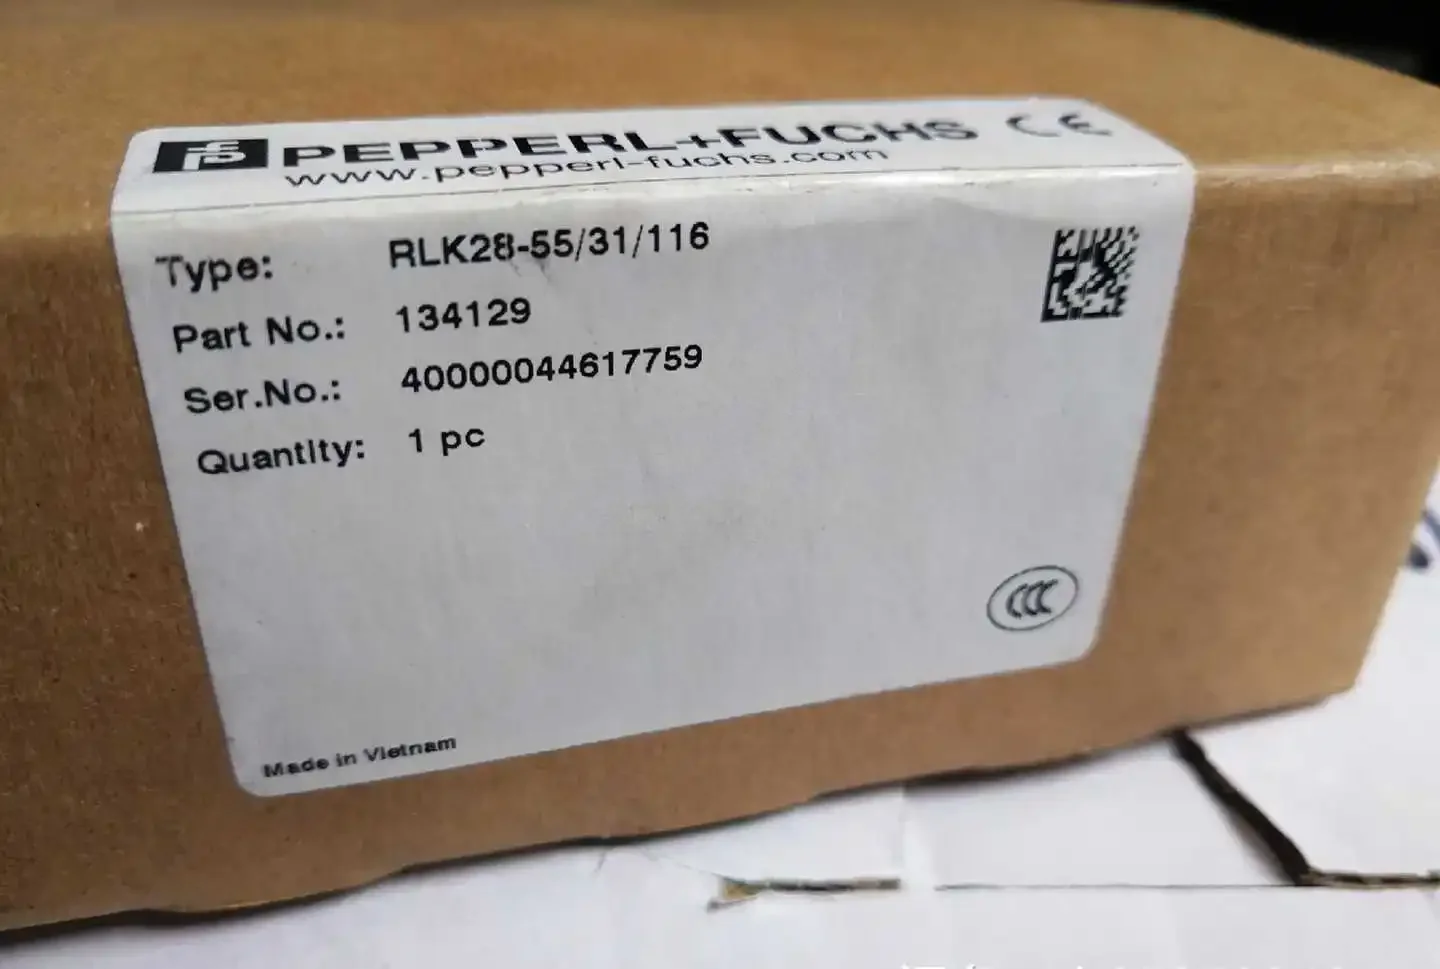 PEPPERL+FUCHS CE
www.pepperl-fuchs.com
Type: RLK28-55/31/116
Part No.: 134129
Ser.No.: 40000044617759
Quantity: 1 pc
CCC
Made in Vietnam